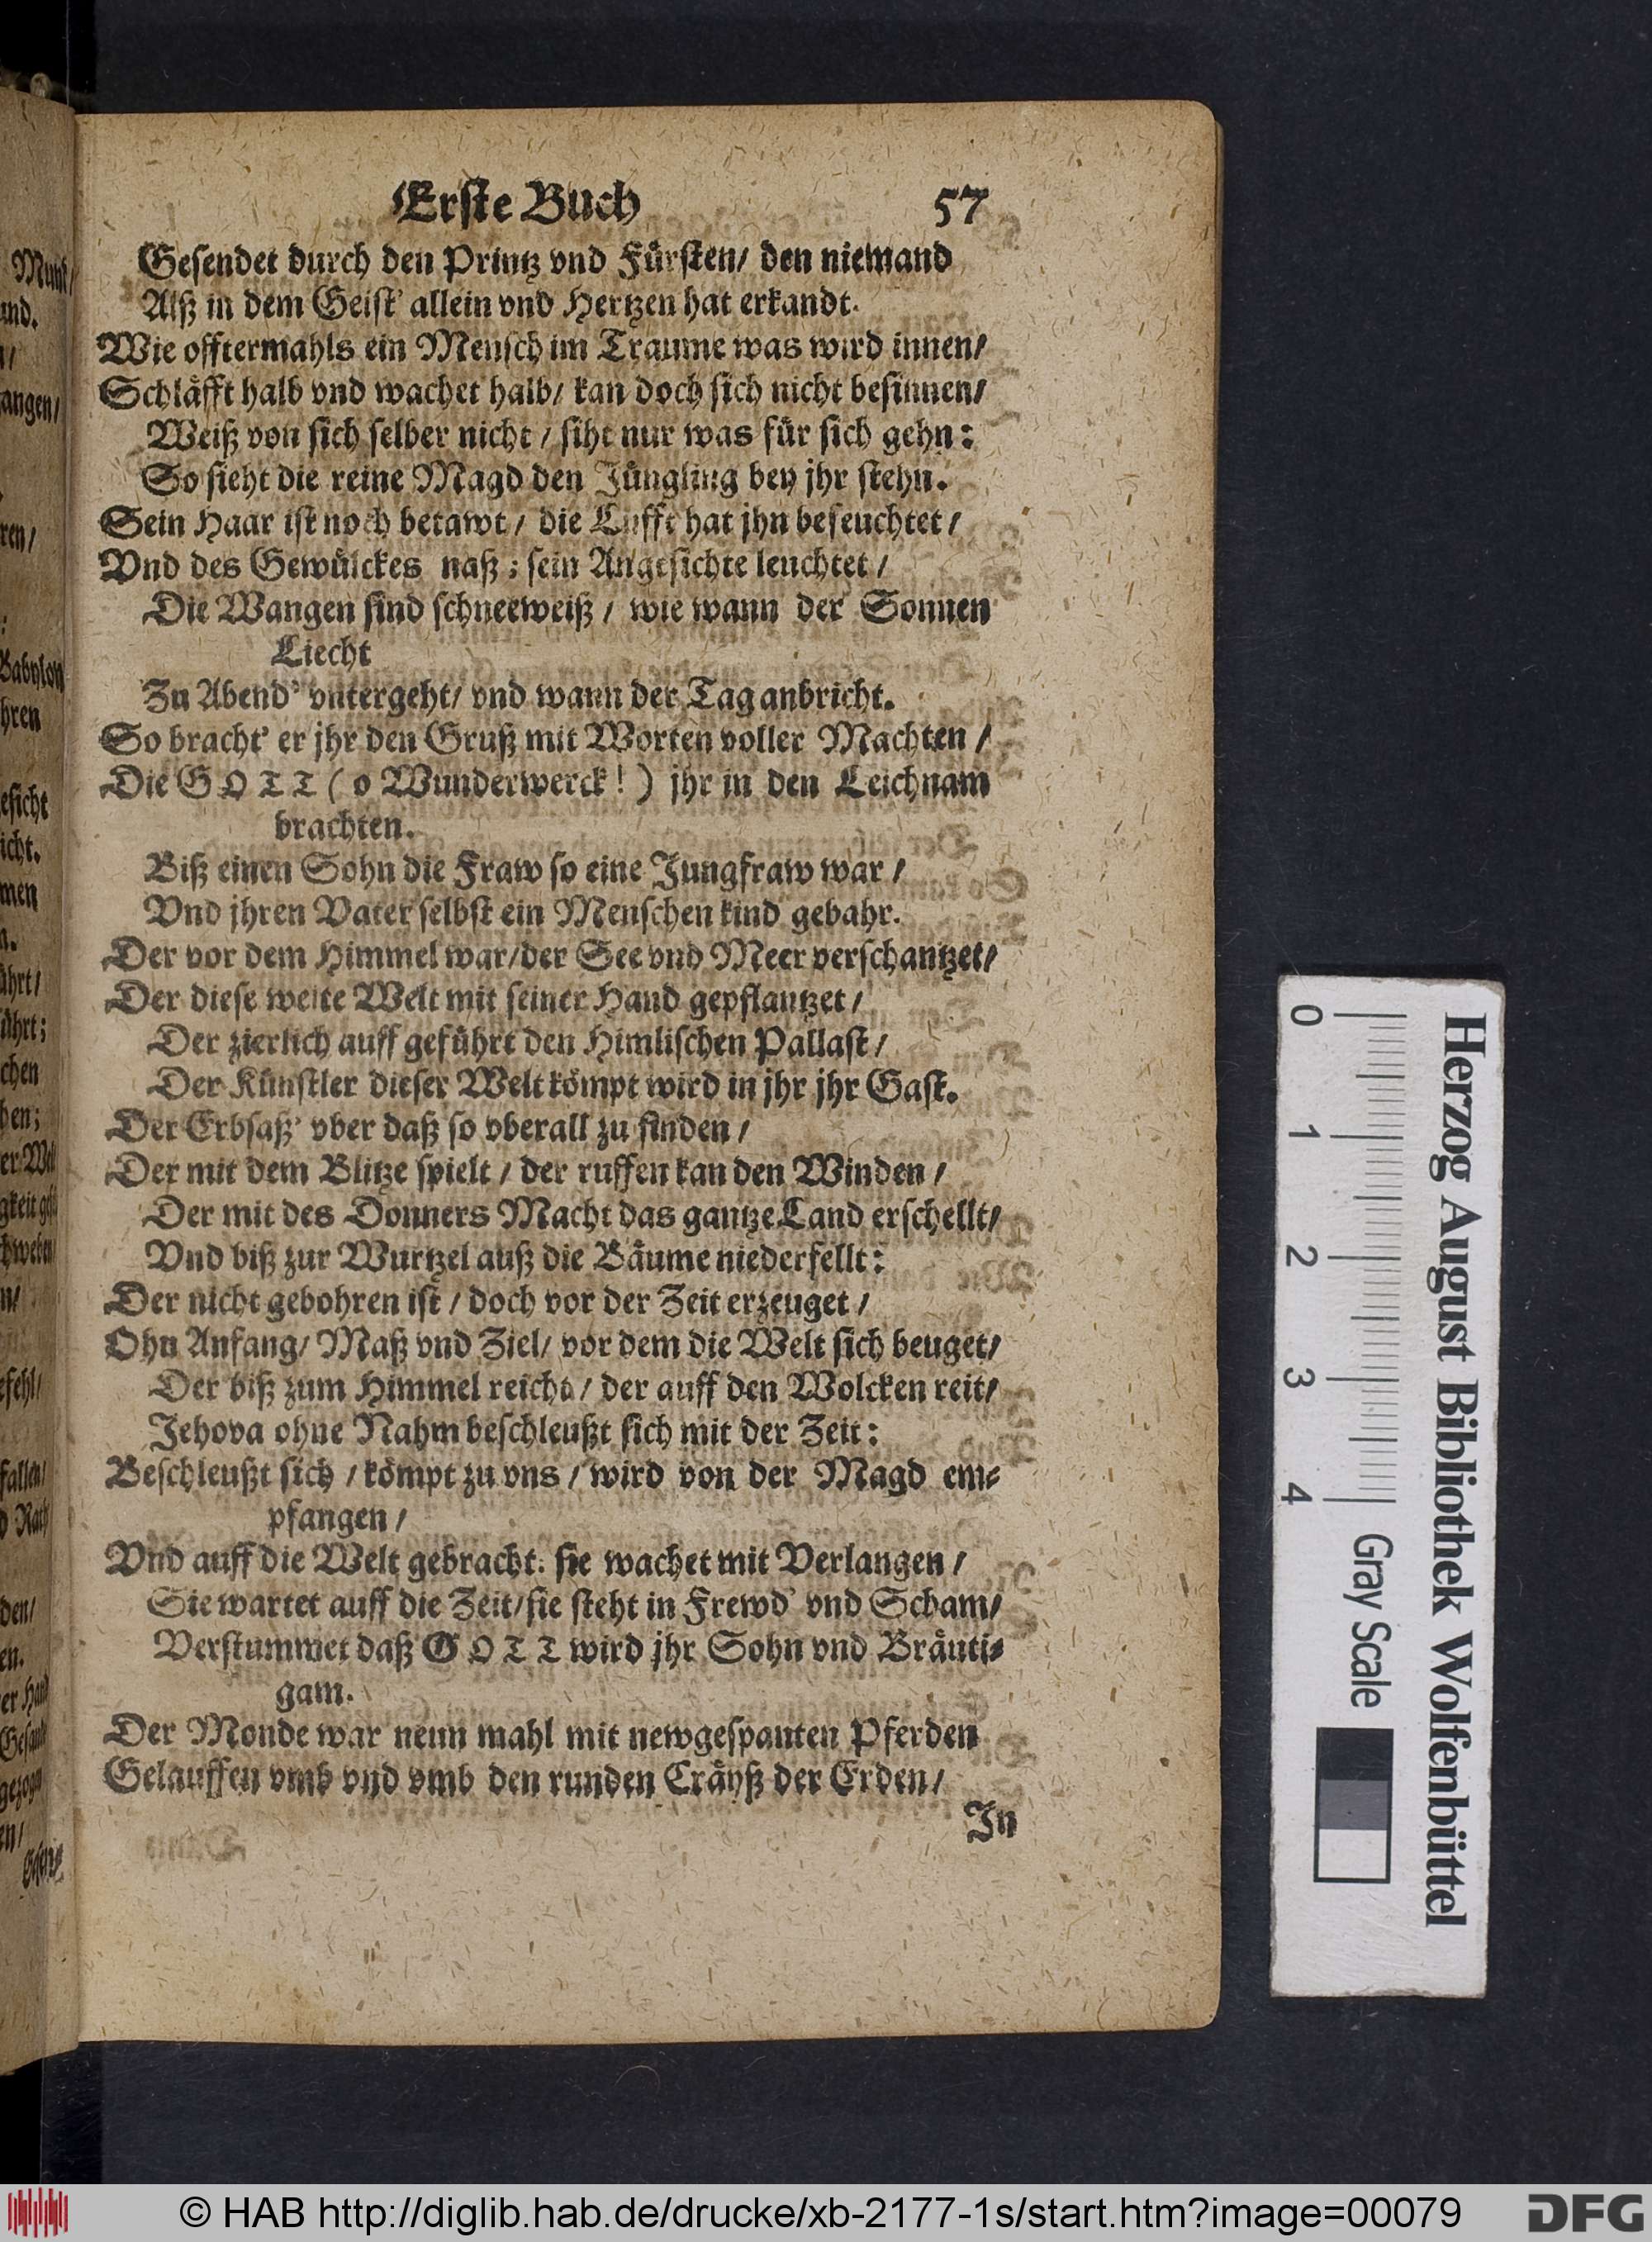 Erste Buch 57
Gesendet durch den Printz vnd Fürsten/ den niemand
Alß in dem Geist' allein vnd Hertzen hat erkandt.
Wie offtermahls ein Mensch im Traume was wird innen/
Schläfft halb vnd wachet halb/ kan doch sich nicht besinnen/
Weiß von sich selber nicht / siht nur was für sich gehn:
So sieht die reine Magd den Jüngling bey jhr stehn.
Sein Haar ist noch betawt / die Lufft hat jhn befeuchtet /
Vnd des Gewülckes naß; sein Angesichte leuchtet /
Die Wangen sind schneeweiß / wie wann der Sonnen
Liecht
Zu Abend' vntergeht/ vnd wann der Tag anbricht.
So bracht' er jhr den Gruß mit Worten voller Machten /
Die GOTT ( o Wunderwerck! ) jhr in den Leichnam
brachten.
Biß einen Sohn die Fraw so eine Jungfraw war /
Vnd jhren Vater selbst ein Menschen kind gebahr.
Der vor dem Himmel war/der See vnd Meer verschantzet/
Der diese weite Welt mit seiner Hand gepflantzet /
Der zierlich auff geführt den Himlischen Pallast /
Der Künstler dieser Welt kömpt wird in jhr jhr Gast.
Der Erbsaß' vber daß so vberall zu finden /
Der mit dem Blitze spielt / der ruffen kan den Winden /
Der mit des Donners Macht das gantze Land erschellt/
Vnd biß zur Wurtzel auß die Bäume niederfellt:
Der nicht gebohren ist / doch vor der Zeit erzeuget /
Ohn Anfang/ Maß vnd Ziel/ vor dem die Welt sich beuget/
Der biß zum Himmel reicht / der auff den Wolcken reit/
Jehova ohne Nahm beschleußt sich mit der Zeit:
Beschleußt sich / kömpt zu vns / wird von der Magd em-
pfangen /
Vnd auff die Welt gebracht. sie wachet mit Verlangen /
Sie wartet auff die Zeit/sie steht in Frewd' vnd Scham/
Verstummet daß GOTT wird jhr Sohn vnd Bräuti-
gam.
Der Monde war neun mahl mit newgespanten Pferden
Gelauffen vmb vnd vmb den runden Cräyß der Erden/
In
Herzog August Bibliothek Wolfenbüttel
0 1 2 3 4 Gray Scale
© HAB http://diglib.hab.de/drucke/xb-2177-1s/start.htm?image=00079
DFG